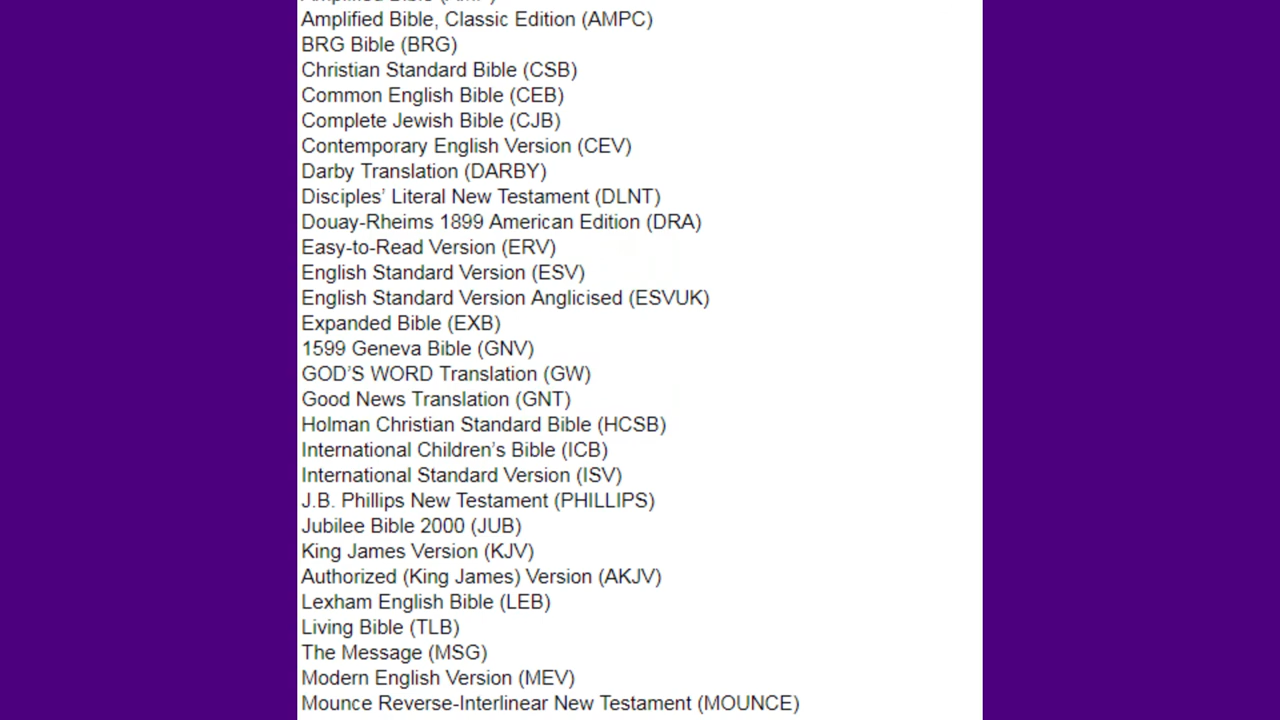 Amplified Bible (AMP)
Amplified Bible, Classic Edition (AMPC)
BRG Bible (BRG)
Christian Standard Bible (CSB)
Common English Bible (CEB)
Complete Jewish Bible (CJB)
Contemporary English Version (CEV)
Darby Translation (DARBY)
Disciples’ Literal New Testament (DLNT)
Douay-Rheims 1899 American Edition (DRA)
Easy-to-Read Version (ERV)
English Standard Version (ESV)
English Standard Version Anglicised (ESVUK)
Expanded Bible (EXB)
1599 Geneva Bible (GNV)
GOD’S WORD Translation (GW)
Good News Translation (GNT)
Holman Christian Standard Bible (HCSB)
International Children’s Bible (ICB)
International Standard Version (ISV)
J.B. Phillips New Testament (PHILLIPS)
Jubilee Bible 2000 (JUB)
King James Version (KJV)
Authorized (King James) Version (AKJV)
Lexham English Bible (LEB)
Living Bible (TLB)
The Message (MSG)
Modern English Version (MEV)
Mounce Reverse-Interlinear New Testament (MOUNCE)